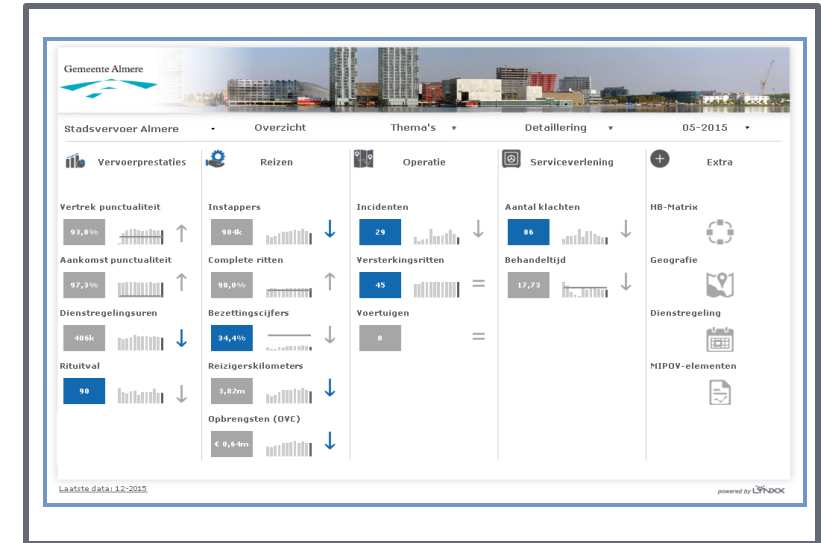 Gemeente Almere
Stadsvervoer Almere
Overzicht
Thema's
Detaillering
05-2015
Vervoerprestaties
Reizen
Operatie
Serviceverlening
Extra
Vertrek punctualiteit
93,8%
Aankomst punctualiteit
97,3%
Dienstregelingsuren
406k
Rituitval
90
Instappers
904k
Complete ritten
98,0%
Bezettingscijfers
34,4%
Reizigerskilometers
3,82m
Opbrengsten (OVC)
€ 0,64m
Incidenten
29
Versterkingsritten
45
Voertuigen
0
Aantal klachten
86
Behandeltijd
17,73
HB-Matrix
Geografie
Dienstregeling
MIPOV-elementen
Laatste data: 12-2015
powered by LYNXX